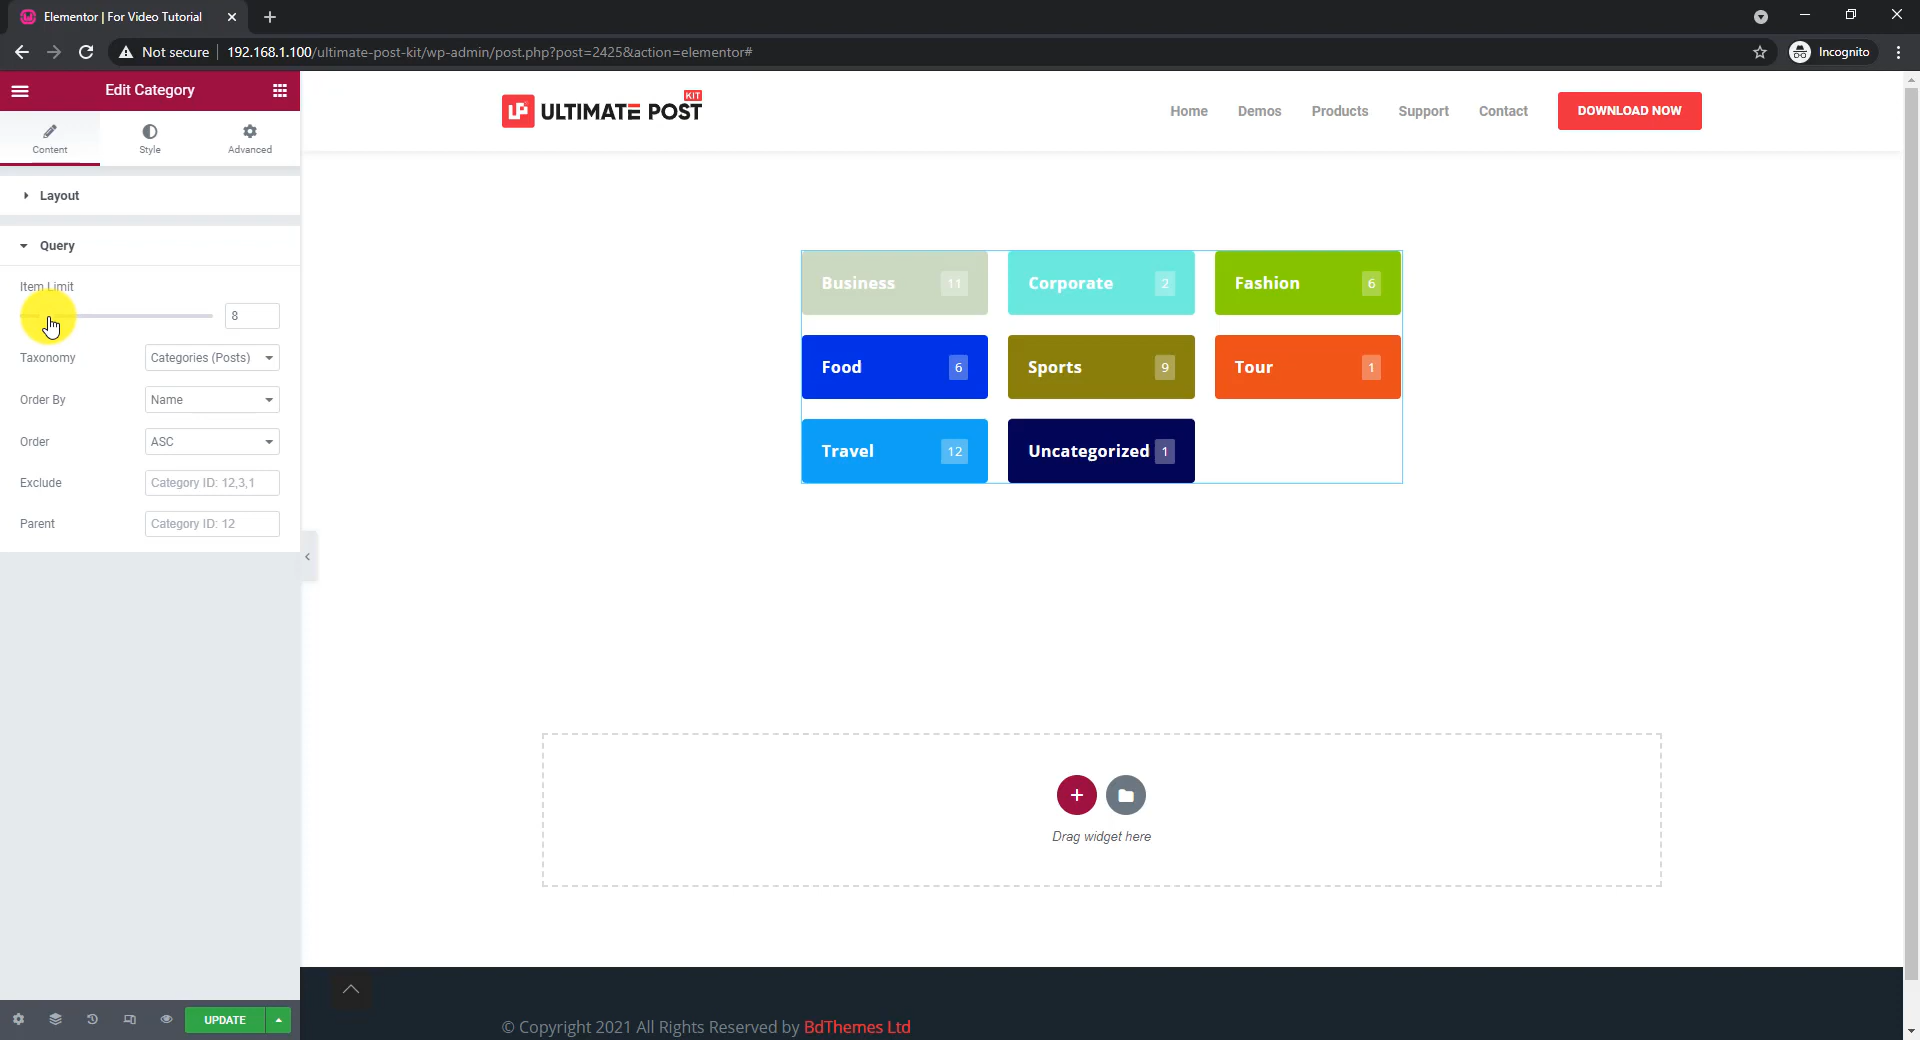 Elementor | For Video Tutorial
Not secure 192.168.1.100/ultimate-post-kit/wp-admin/post.php?post=2425&action=elementor#
Incognito
Edit Category
Content Style Advanced
Layout
Query
Item Limit
8
Taxonomy Categories (Posts)
Order By Name
Order ASC
Exclude Category ID: 12,3,1
Parent Category ID: 12
UPDATE
UP ULTIMATE POST KIT
Home Demos Products Support Contact DOWNLOAD NOW
Business 11 Corporate 2 Fashion 6
Food 6 Sports 9 Tour 1
Travel 12 Uncategorized 1
Drag widget here
© Copyright 2021 All Rights Reserved by BdThemes Ltd